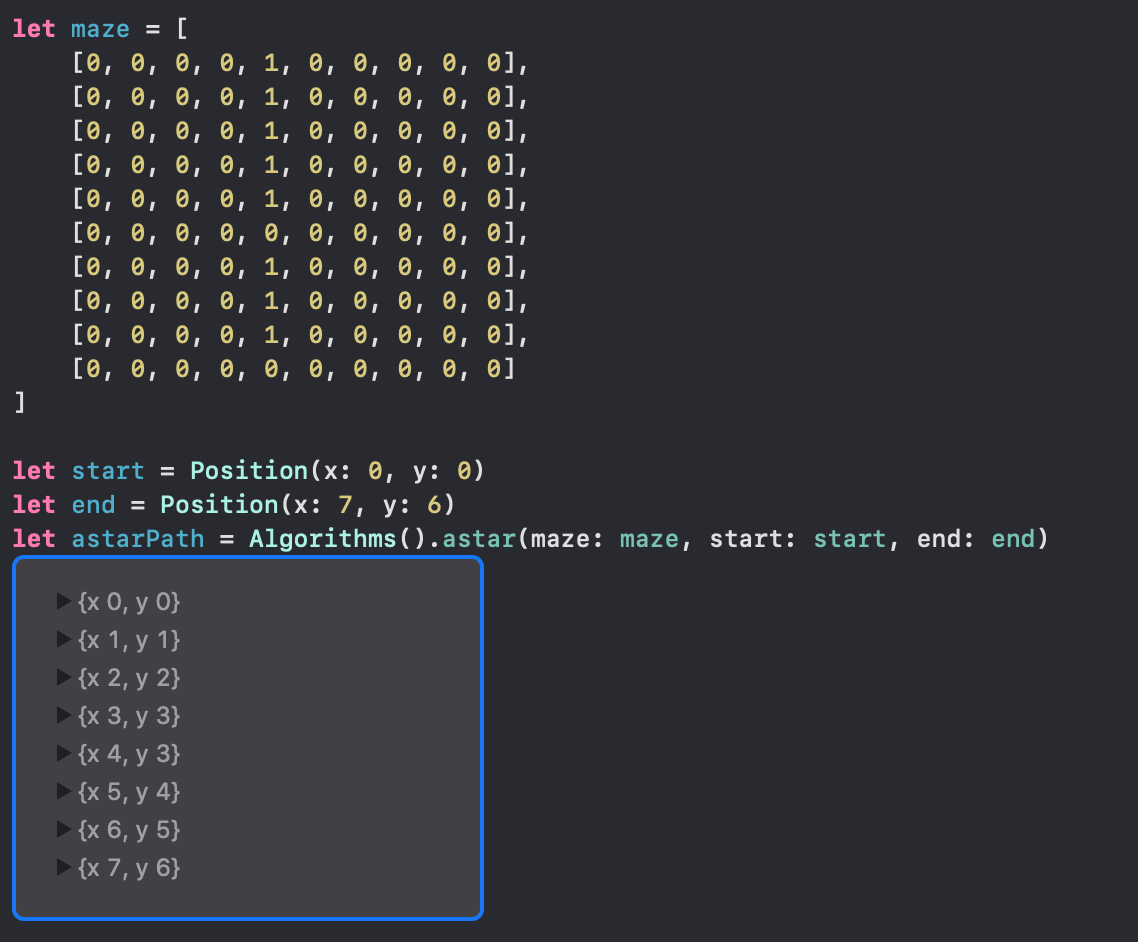 let maze = [
[0, 0, 0, 0, 1, 0, 0, 0, 0, 0],
[0, 0, 0, 0, 1, 0, 0, 0, 0, 0],
[0, 0, 0, 0, 1, 0, 0, 0, 0, 0],
[0, 0, 0, 0, 1, 0, 0, 0, 0, 0],
[0, 0, 0, 0, 1, 0, 0, 0, 0, 0],
[0, 0, 0, 0, 0, 0, 0, 0, 0, 0],
[0, 0, 0, 0, 1, 0, 0, 0, 0, 0],
[0, 0, 0, 0, 1, 0, 0, 0, 0, 0],
[0, 0, 0, 0, 1, 0, 0, 0, 0, 0],
[0, 0, 0, 0, 0, 0, 0, 0, 0, 0]
]
let start = Position(x: 0, y: 0)
let end = Position(x: 7, y: 6)
let astarPath = Algorithms().astar(maze: maze, start: start, end: end)
{x 0, y 0}
{x 1, y 1}
{x 2, y 2}
{x 3, y 3}
{x 4, y 3}
{x 5, y 4}
{x 6, y 5}
{x 7, y 6}